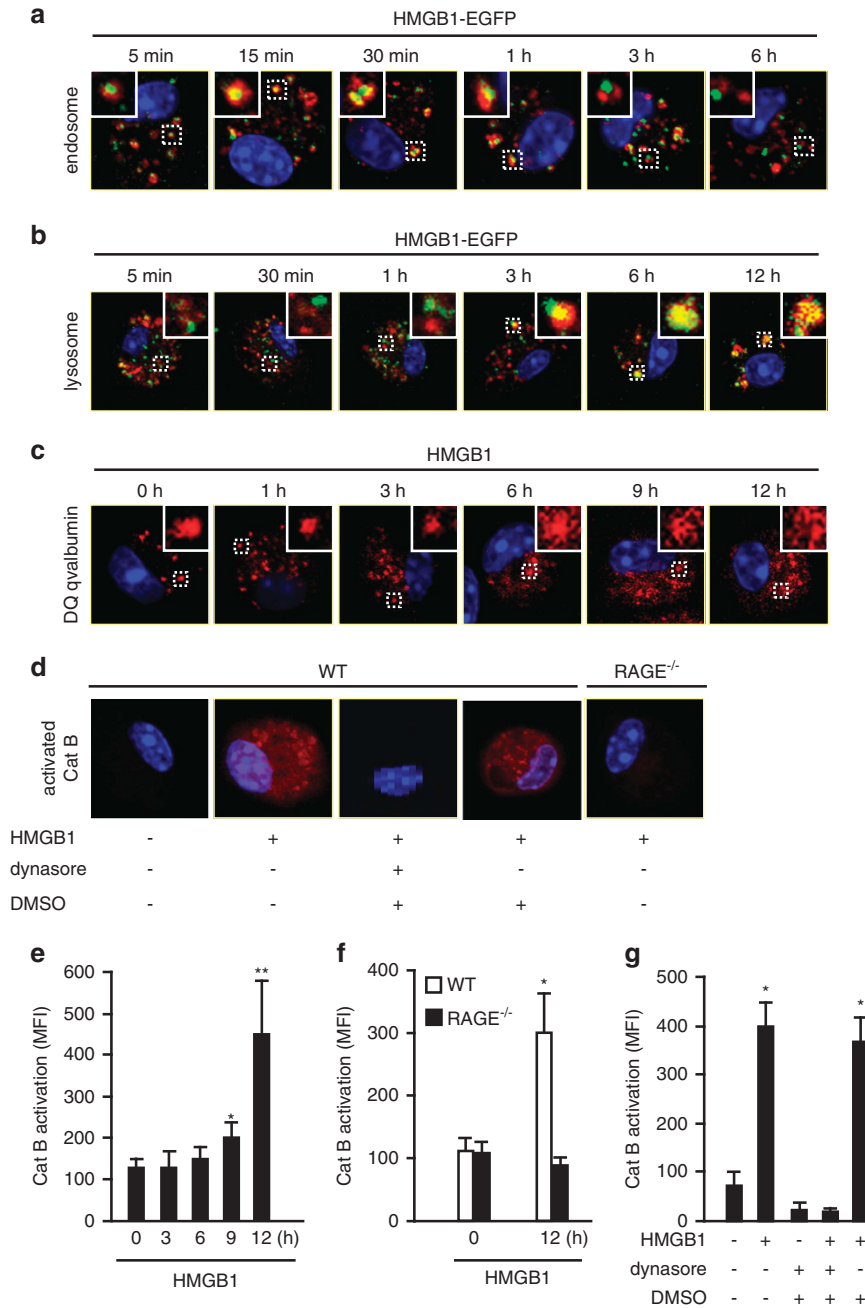 a
HMGB1-EGFP
5 min 15 min 30 min 1 h 3 h 6 h
endosome
b
HMGB1-EGFP
5 min 30 min 1 h 3 h 6 h 12 h
lysosome
c
HMGB1
0 h 1 h 3 h 6 h 9 h 12 h
DQ qvalbumin
d
WT RAGE-/-
activated
Cat B
HMGB1 - + + + +
dynasore - - + - -
DMSO - - + + -
e
Cat B activation (MFI)
600
500
400
300
200
100
0
* **
0 3 6 9 12 (h)
HMGB1
f
Cat B activation (MFI)
400
300
200
100
0
WT
RAGE-/-
*
0 12 (h)
HMGB1
g
Cat B activation (MFI)
500
400
300
200
100
0
* *
HMGB1 - + - + +
dynasore - - + + -
DMSO - - + + +